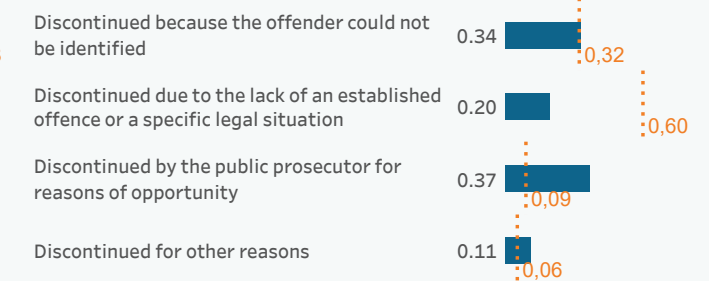 Discontinued because the offender could not
be identified
0.34
0,32
Discontinued due to the lack of an established
offence or a specific legal situation
0.20
0,60
Discontinued by the public prosecutor for
reasons of opportunity
0.37
0,09
Discontinued for other reasons
0.11
0,06